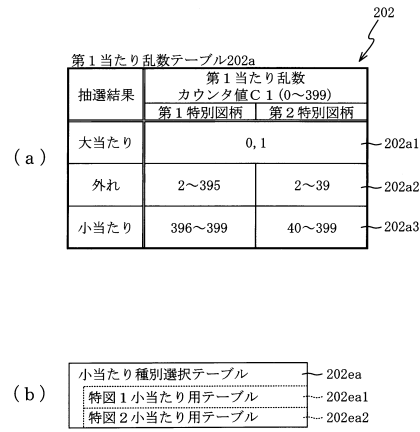 202
第１当たり乱数テーブル202a
抽選結果
第１当たり乱数
カウンタ値Ｃ１(0～399)
第１特別図柄 第２特別図柄
(a)
大当たり 0,1 202a1
外れ 2～395 2～39 202a2
小当たり 396～399 40～399 202a3
小当たり種別選択テーブル 202ea
(b)
特図１小当たり用テーブル 202ea1
特図２小当たり用テーブル 202ea2